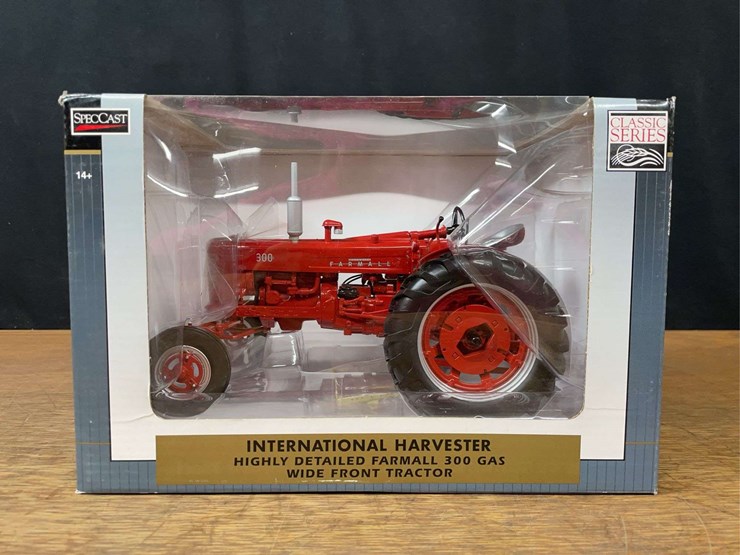 SPECCAST
CLASSIC
SERIES
14+
300
FARMALL
INTERNATIONAL HARVESTER
HIGHLY DETAILED FARMALL 300 GAS
WIDE FRONT TRACTOR